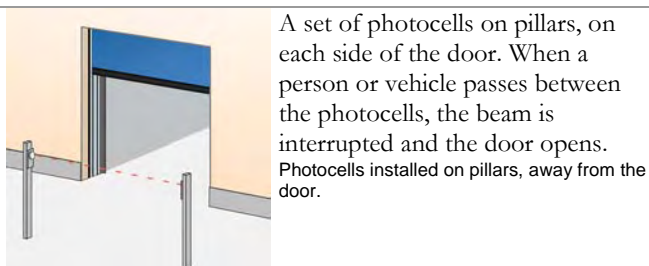 A set of photocells on pillars, on
each side of the door. When a
person or vehicle passes between
the photocells, the beam is
interrupted and the door opens.
Photocells installed on pillars, away from the
door.